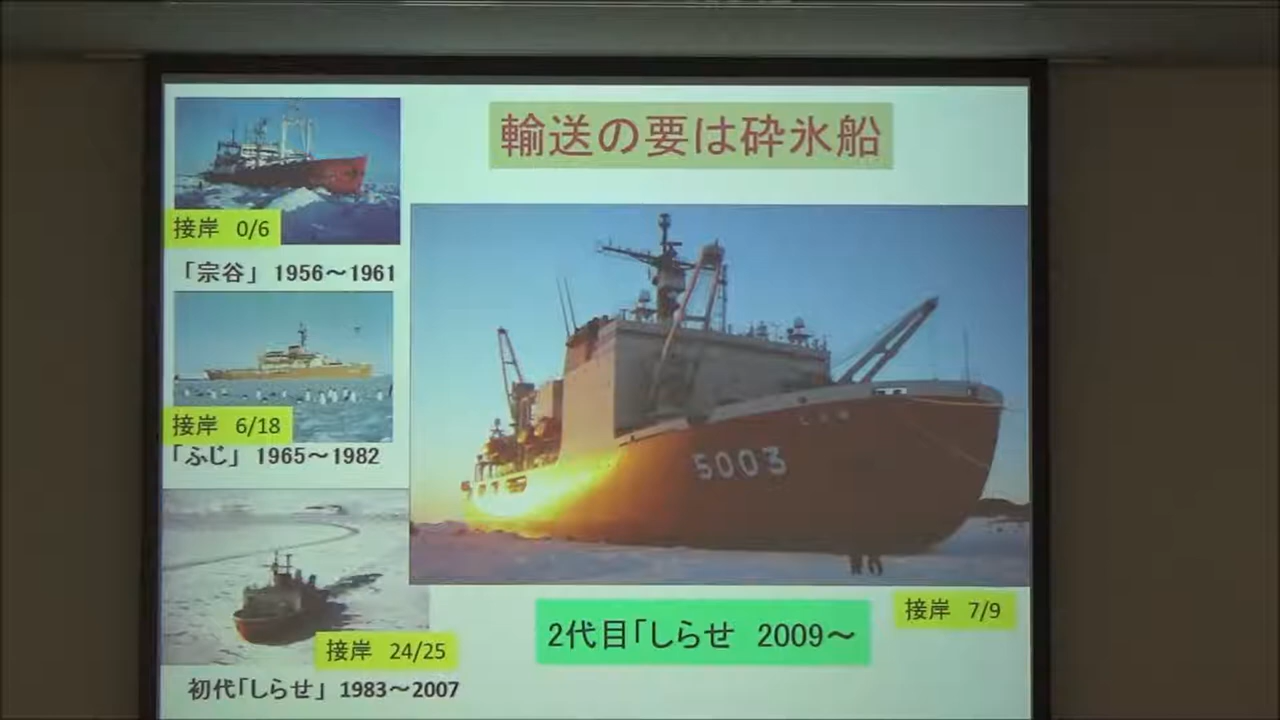 輸送の要は砕氷船
接岸 0/6
「宗谷」 1956～1961
接岸 6/18
「ふじ」 1965～1982
接岸 24/25
初代「しらせ」 1983～2007
5003
接岸 7/9
2代目「しらせ 2009～